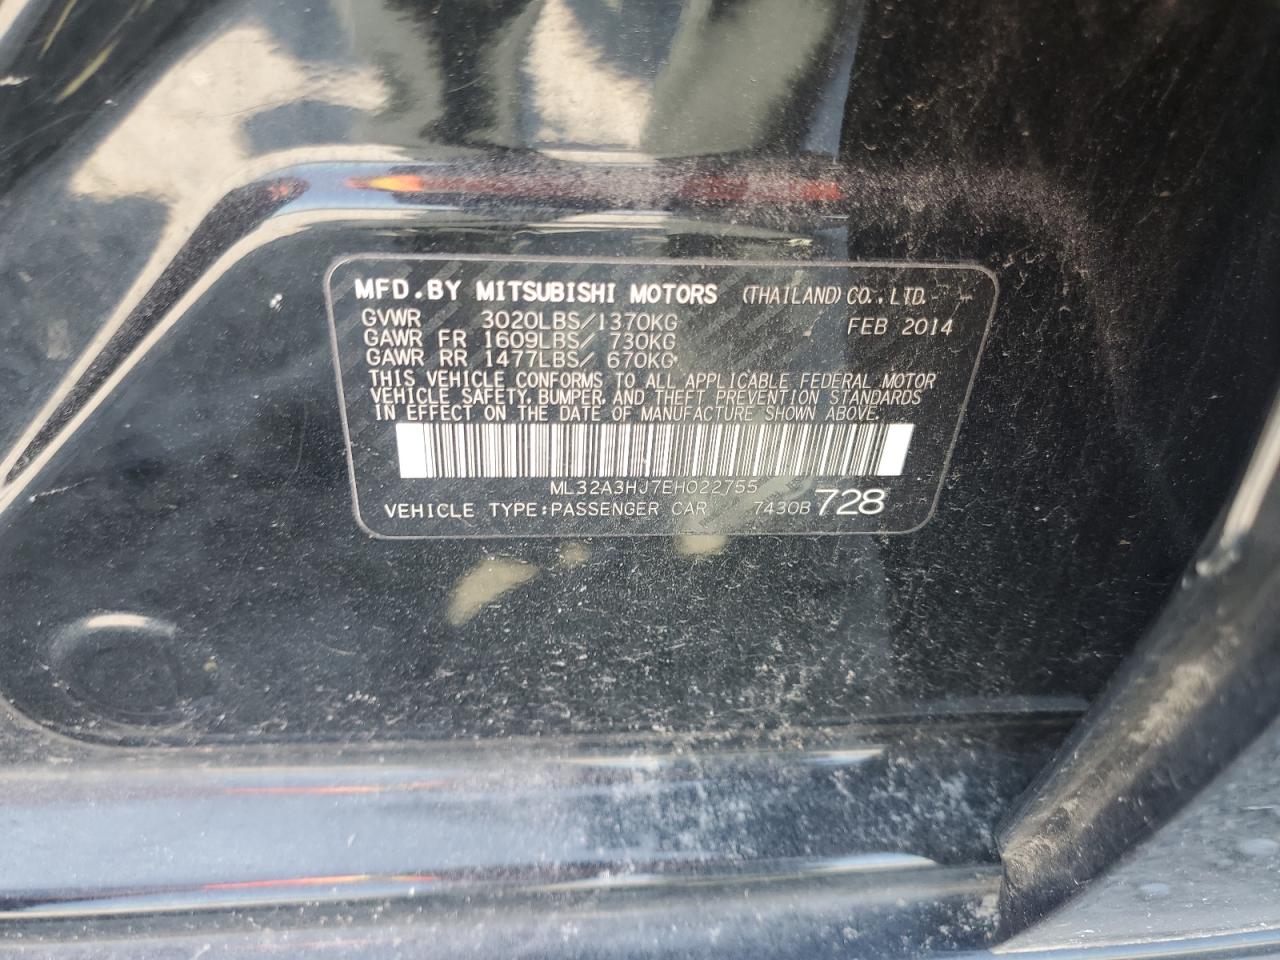 MFD.BY MITSUBISHI MOTORS (THAILAND) CO., LTD.
GVWR 3020LBS/1370KG FEB 2014
GAWR FR 1609LBS/ 730KG
GAWR RR 1477LBS/ 670KG
THIS VEHICLE CONFORMS TO ALL APPLICABLE FEDERAL MOTOR
VEHICLE SAFETY, BUMPER, AND THEFT PREVENTION STANDARDS
IN EFFECT ON THE DATE OF MANUFACTURE SHOWN ABOVE.
ML32A3HJ7EH022755
VEHICLE TYPE:PASSENGER CAR 7430B 728